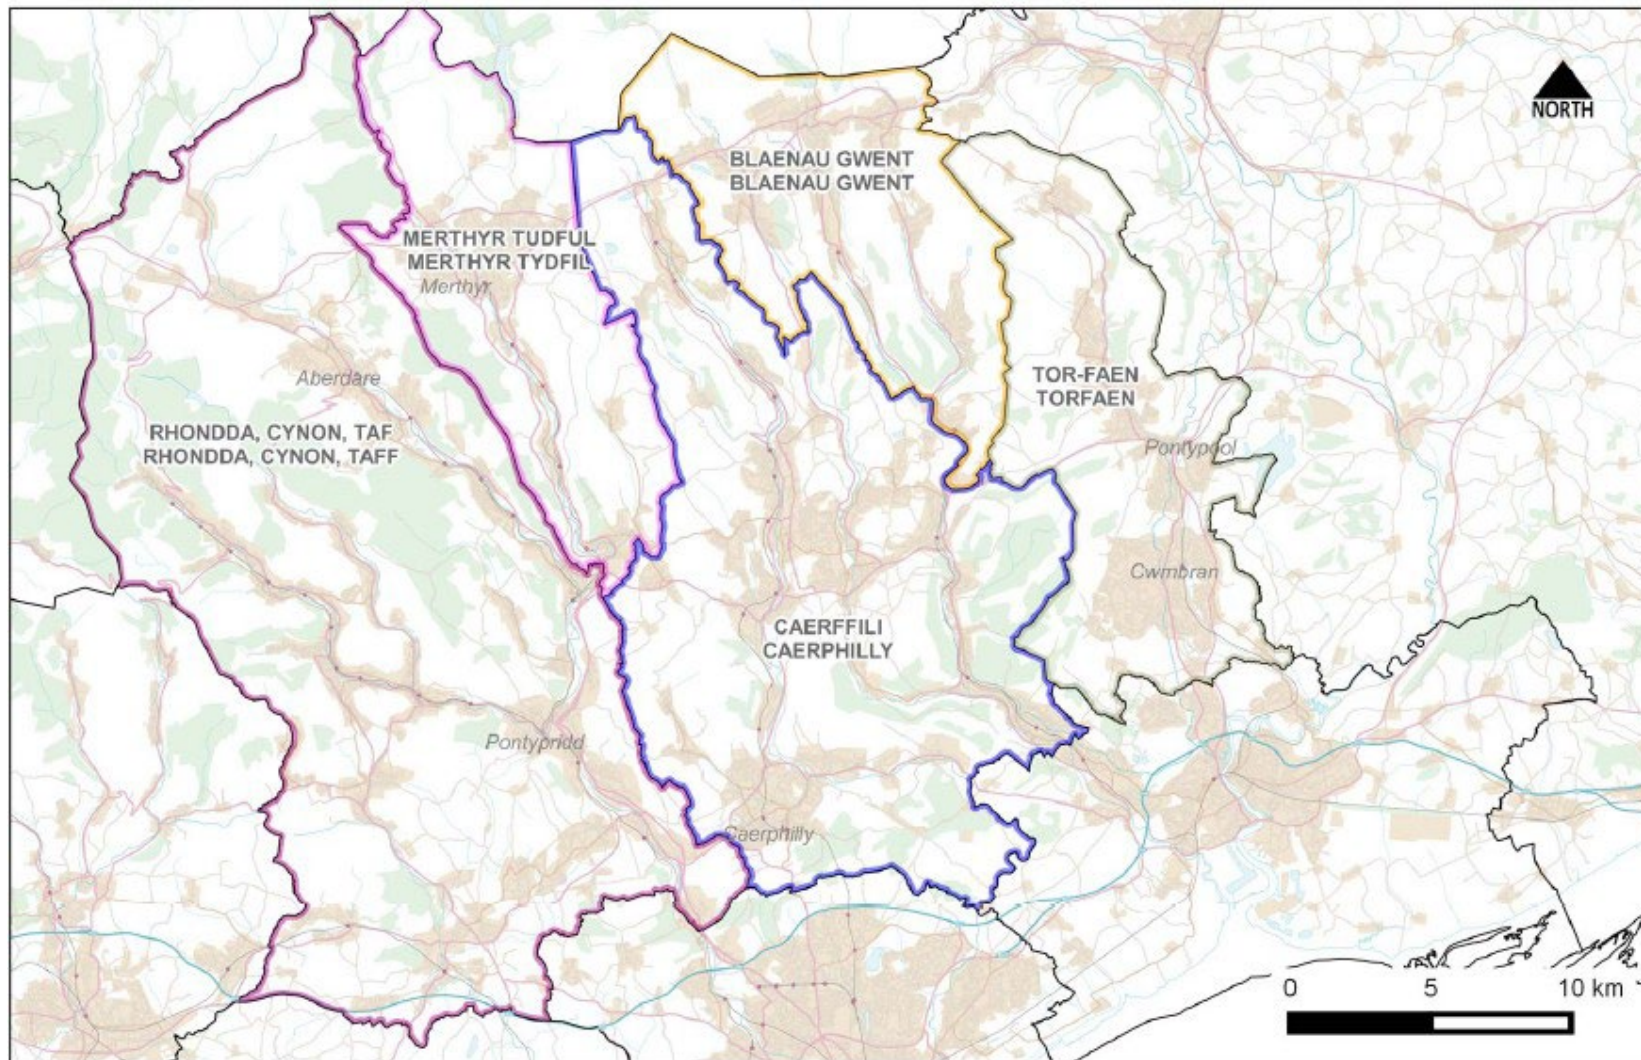 NORTH
BLAENAU GWENT
BLAENAU GWENT
MERTHYR TUDFUL
MERTHYR TYDFIL
Merthyr
Aberdare
TOR-FAEN
TORFAEN
RHONDDA, CYNON, TAF
RHONDDA, CYNON, TAFF
Pontypool
Cwmbran
CAERFFILI
CAERPHILLY
Pontypridd
Caerphilly
0 5 10 km